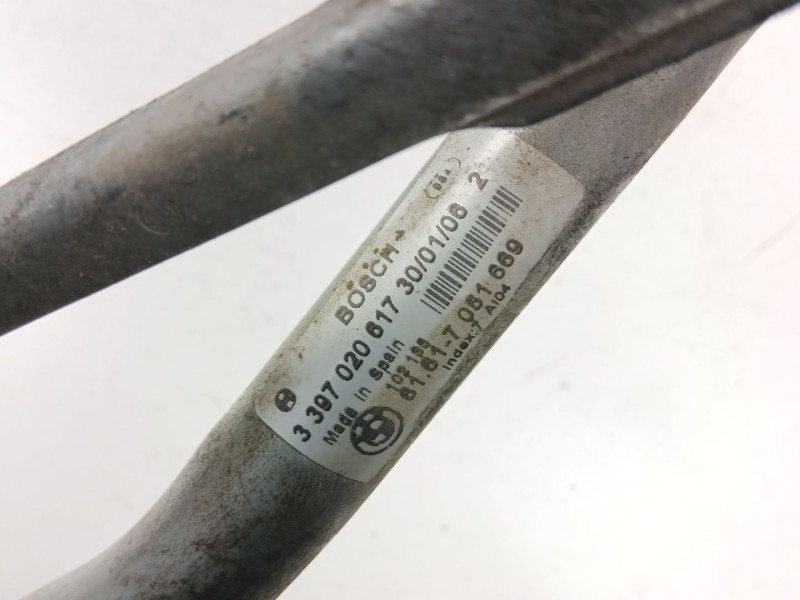 BOSCH
3 397 020 617 30/01/06 2
Made in Spain
61.61-7 061 669
Index:7 AI04